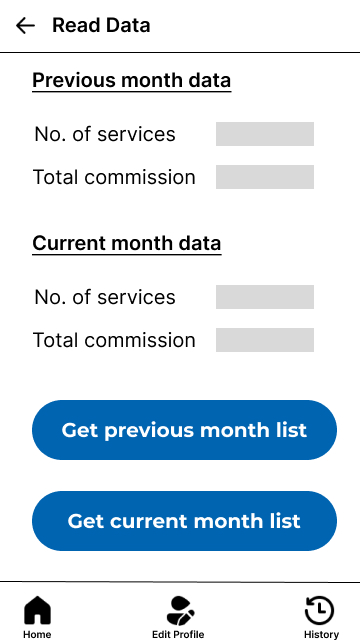 Read Data
Previous month data
No. of services
Total commission
Current month data
No. of services
Total commission
Get previous month list
Get current month list
Home
Edit Profile
History